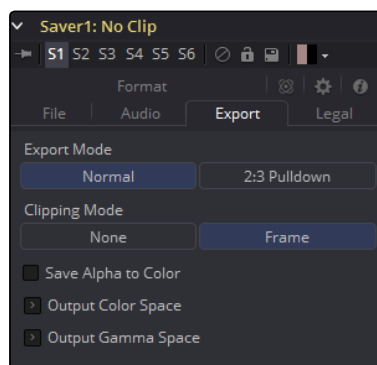 Saver1: No Clip
S1 S2 S3 S4 S5 S6
Format
File Audio Export Legal
Export Mode
Normal 2:3 Pulldown
Clipping Mode
None Frame
Save Alpha to Color
Output Color Space
Output Gamma Space